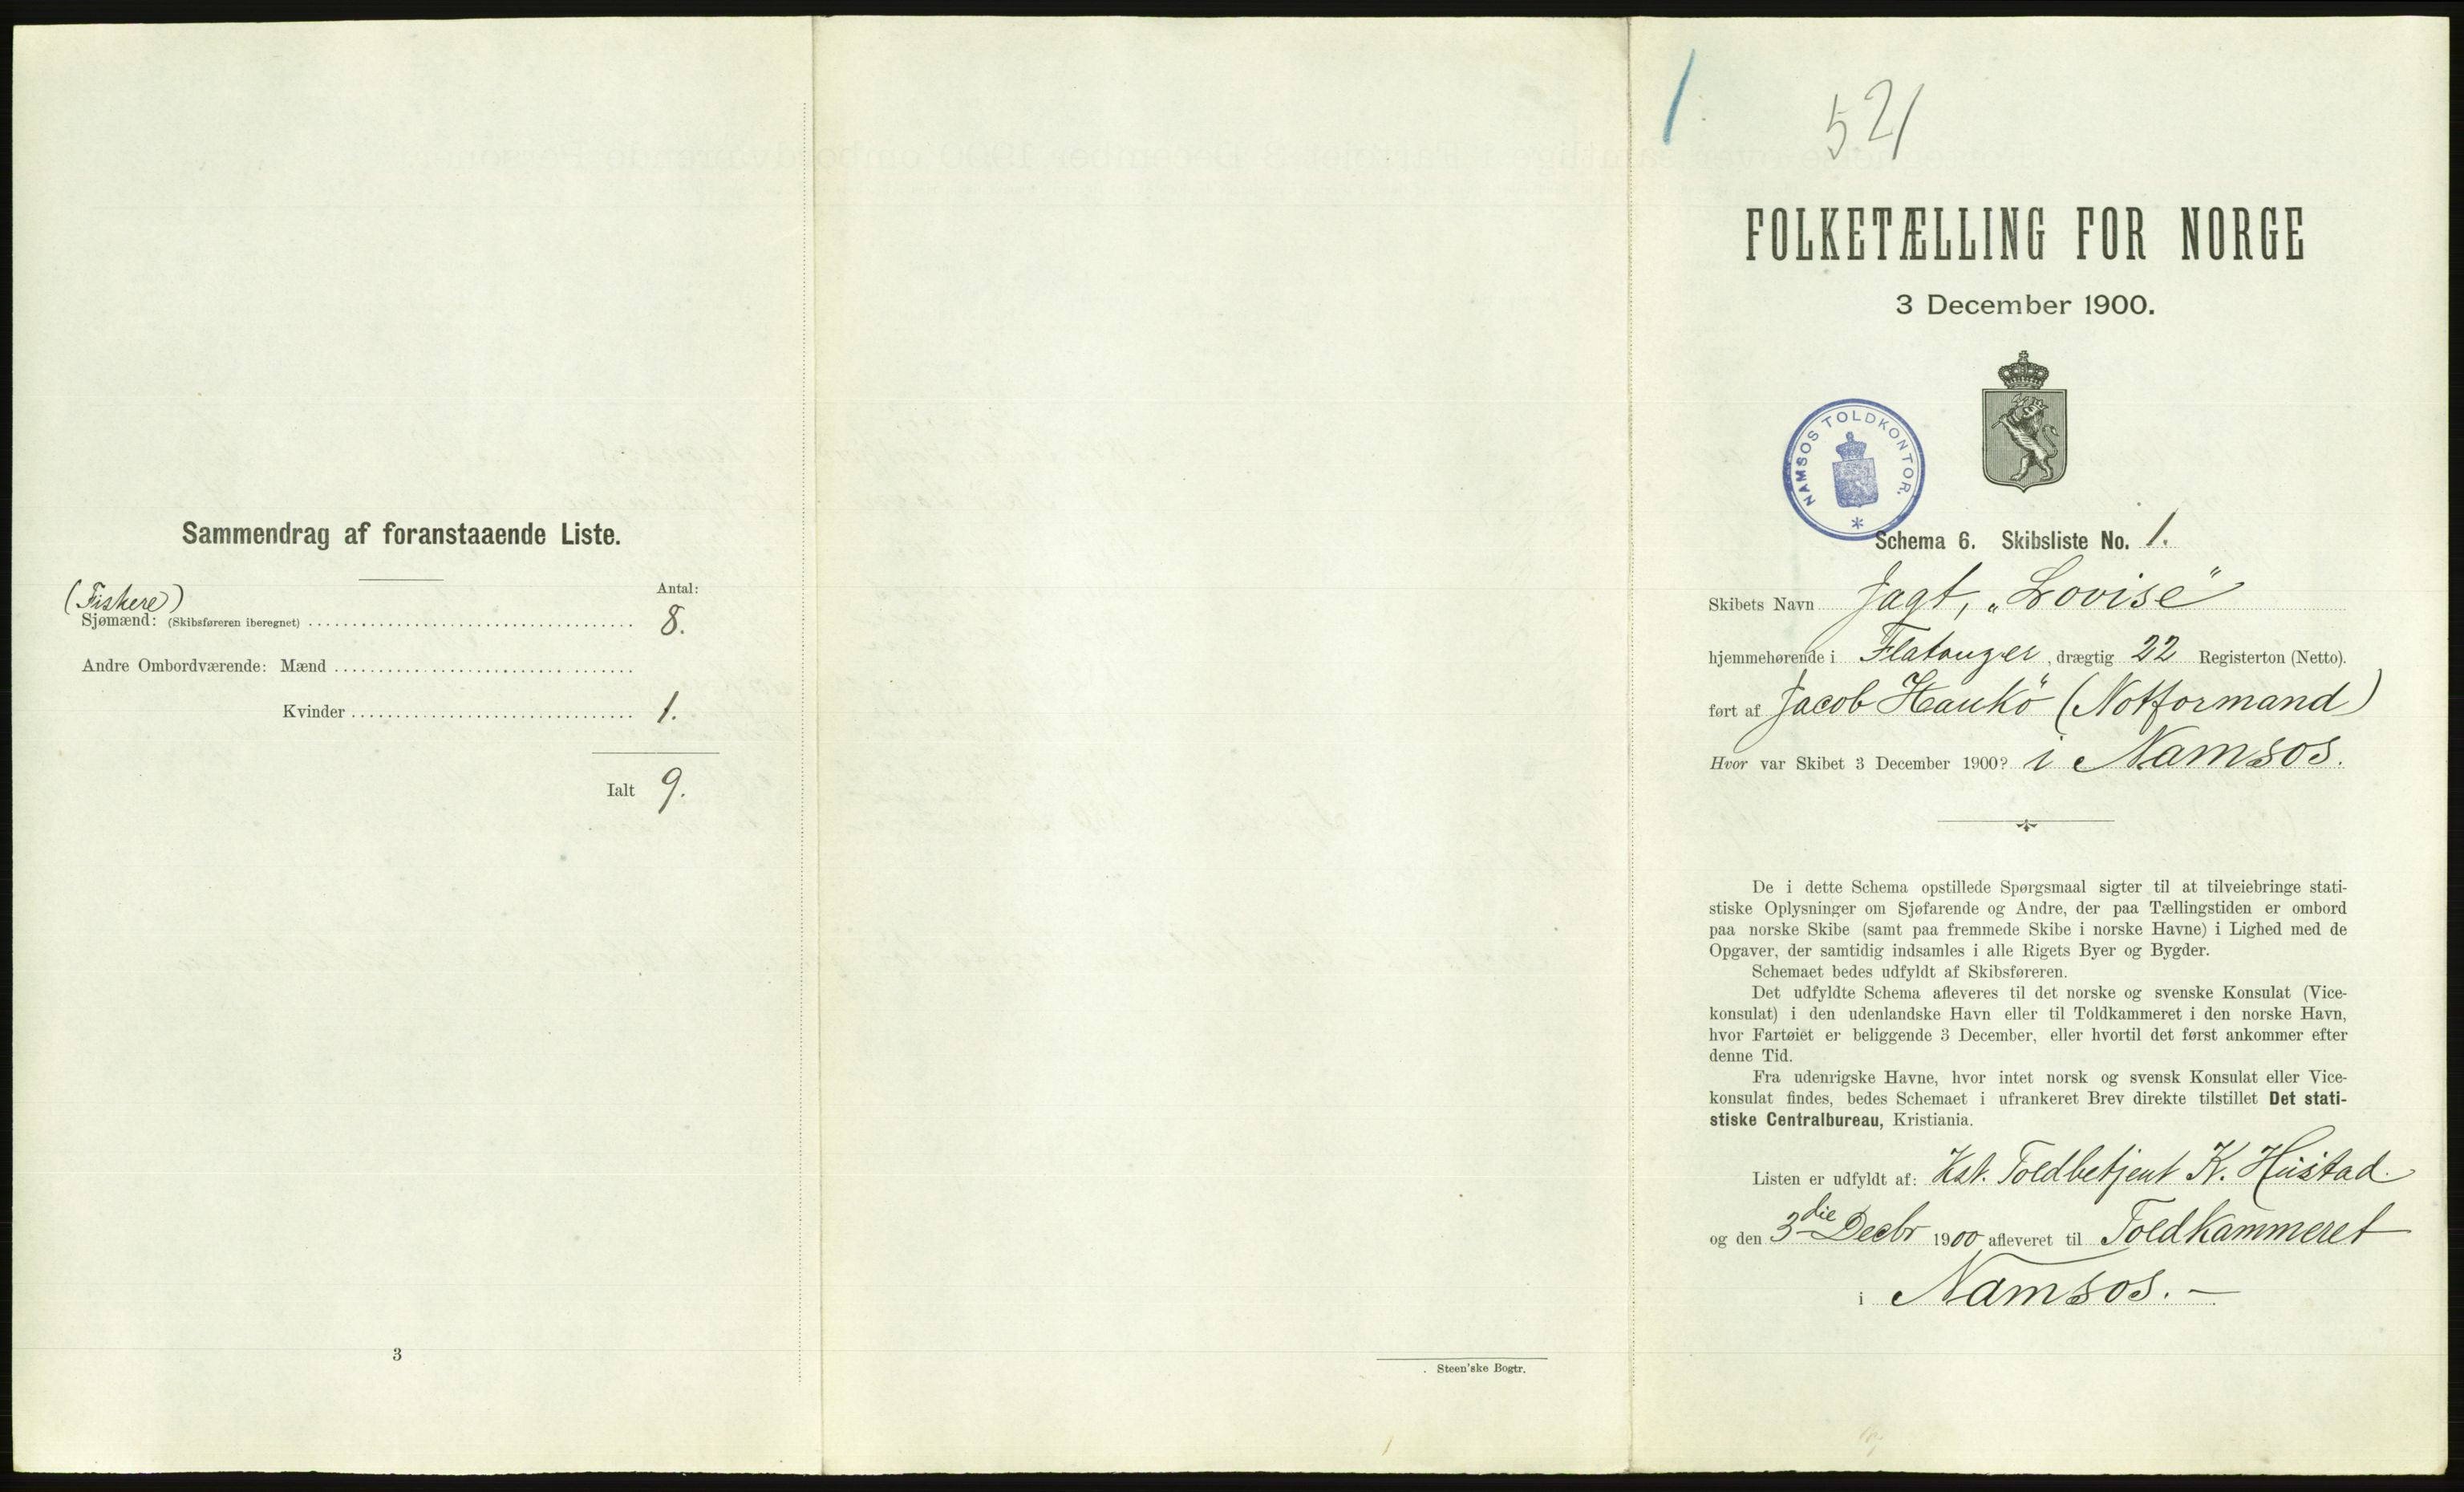 Sammendrag af foranstaaende Liste.
Antal:
(Fiskere)
Sjømænd: (Skibsføreren iberegnet) 8.
Andre Ombordværende: Mænd
Kvinder 1.
Ialt 9.
3
Steen'ske Bogtr.
1
521
FOLKETÆLLING FOR NORGE
3 December 1900.
NAMSOS TOLDKONTOR.
Schema 6. Skibsliste No. 1.
Skibets Navn Jagt, „Lovise"
hjemmehørende i Flatanger, drægtig 22 Registerton (Netto).
ført af Jacob Haukö (Notformand)
Hvor var Skibet 3 December 1900? i Namsos.
De i dette Schema opstillede Spørgsmaal sigter til at tilveiebringe stati-
stiske Oplysninger om Sjøfarende og Andre, der paa Tællingstiden er ombord
paa norske Skibe (samt paa fremmede Skibe i norske Havne) i Lighed med de
Opgaver, der samtidig indsamles i alle Rigets Byer og Bygder.
Schemaet bedes udfyldt af Skibsføreren.
Det udfyldte Schema afleveres til det norske og svenske Konsulat (Vice-
konsulat) i den udenlandske Havn eller til Toldkammeret i den norske Havn,
hvor Fartøiet er beliggende 3 December, eller hvortil det først ankommer efter
denne Tid.
Fra udenrigske Havne, hvor intet norsk og svensk Konsulat eller Vice-
konsulat findes, bedes Schemaet i ufrankeret Brev direkte tilstillet Det stati-
stiske Centralbureau, Kristiania.
Listen er udfyldt af: Kst. Toldbetjent K. Hustad
og den 3die Decbr 1900 afleveret til Toldkammeret
i Namsos. —